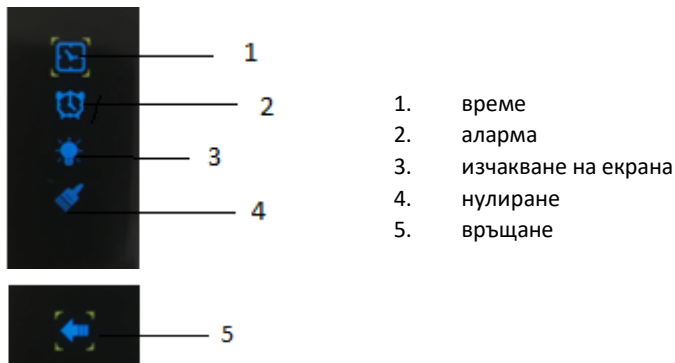 1
2
3
4
5
1. време
2. аларма
3. изчакване на екрана
4. нулиране
5. връщане